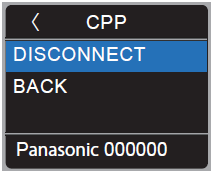 〈 CPP
DISCONNECT
BACK
Panasonic 000000